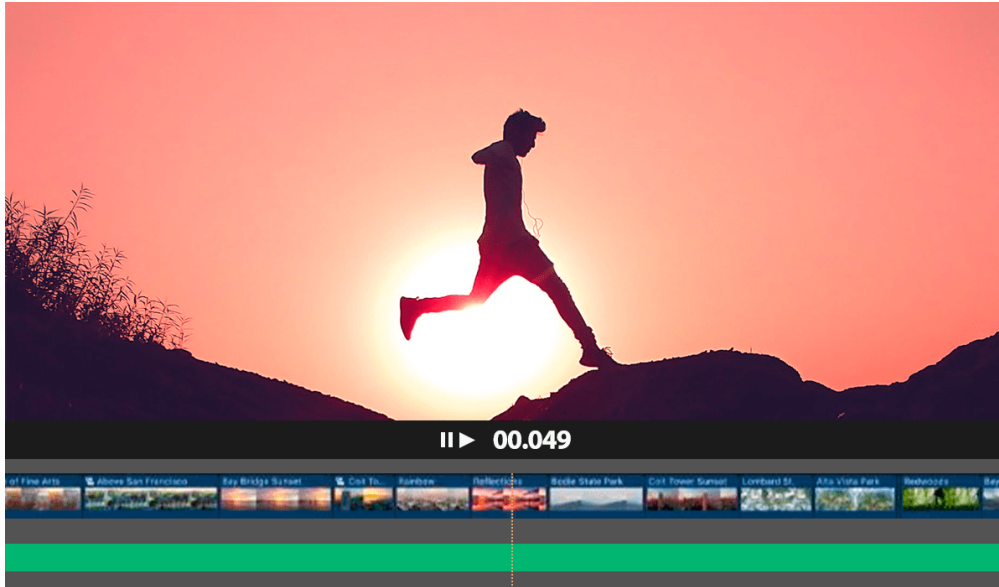 00.049
of Fine Arts
Above San Francisco
Bay Bridge Sunset
Coit To...
Rainbow
Reflections
Bodie State Park
Coit Tower Sunset
Lombard St.
Alta Vista Park
Redwoods
Bay